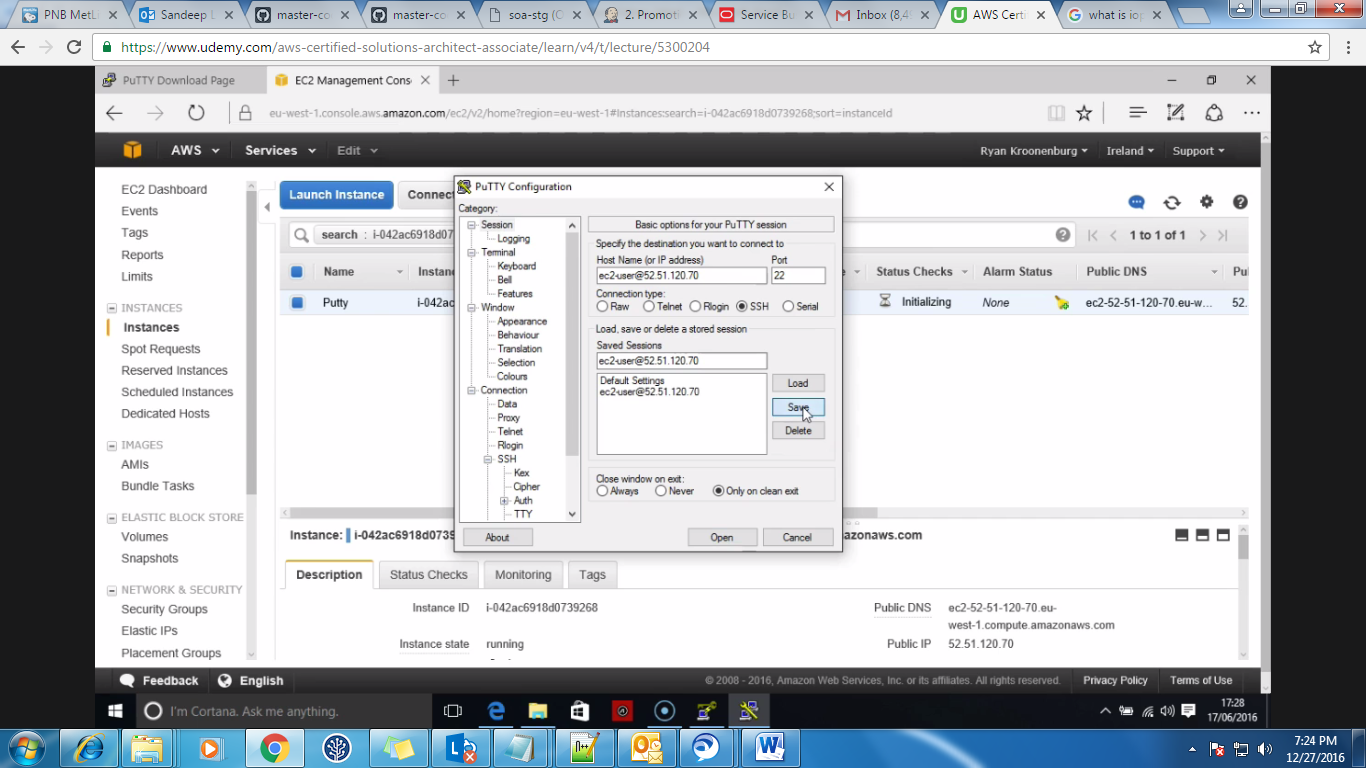 PNB MetLi
Sandeep L
master-co
master-co
soa-stg (C
2. Promoti
Service Bu
Inbox (8,4
AWS Certi
what is iop
https://www.udemy.com/aws-certified-solutions-architect-associate/learn/v4/t/lecture/5300204
PuTTY Download Page
EC2 Management Cons
eu-west-1.console.aws.amazon.com/ec2/v2/home?region=eu-west-1#Instances:search=i-042ac6918d0739268;sort=instanceId
AWS
Services
Edit
Ryan Kroonenburg
Ireland
Support
EC2 Dashboard
Events
Tags
Reports
Limits
INSTANCES
Instances
Spot Requests
Reserved Instances
Scheduled Instances
Dedicated Hosts
IMAGES
AMIs
Bundle Tasks
ELASTIC BLOCK STORE
Volumes
Snapshots
NETWORK & SECURITY
Security Groups
Elastic IPs
Placement Groups
Launch Instance
Connec
search : i-042ac6918d07
1 to 1 of 1
Name
Instan
Status Checks
Alarm Status
Public DNS
Pu
Putty
i-042ac
Initializing
None
ec2-52-51-120-70.eu-w...
52.
PuTTY Configuration
Category:
Session
Logging
Terminal
Keyboard
Bell
Features
Window
Appearance
Behaviour
Translation
Selection
Colours
Connection
Data
Proxy
Telnet
Rlogin
SSH
Kex
Cipher
Auth
TTY
Basic options for your PuTTY session
Specify the destination you want to connect to
Host Name (or IP address)
Port
ec2-user@52.51.120.70
22
Connection type:
Raw
Telnet
Rlogin
SSH
Serial
Load, save or delete a stored session
Saved Sessions
ec2-user@52.51.120.70
Default Settings
ec2-user@52.51.120.70
Load
Save
Delete
Close window on exit:
Always
Never
Only on clean exit
About
Open
Cancel
Instance:
i-042ac6918d0739
azonaws.com
Description
Status Checks
Monitoring
Tags
Instance ID
i-042ac6918d0739268
Public DNS
ec2-52-51-120-70.eu-
west-1.compute.amazonaws.com
Instance state
running
Public IP
52.51.120.70
Feedback
English
© 2008 - 2016, Amazon Web Services, Inc. or its affiliates. All rights reserved.
Privacy Policy
Terms of Use
I'm Cortana. Ask me anything.
17:28
17/06/2016
7:24 PM
12/27/2016